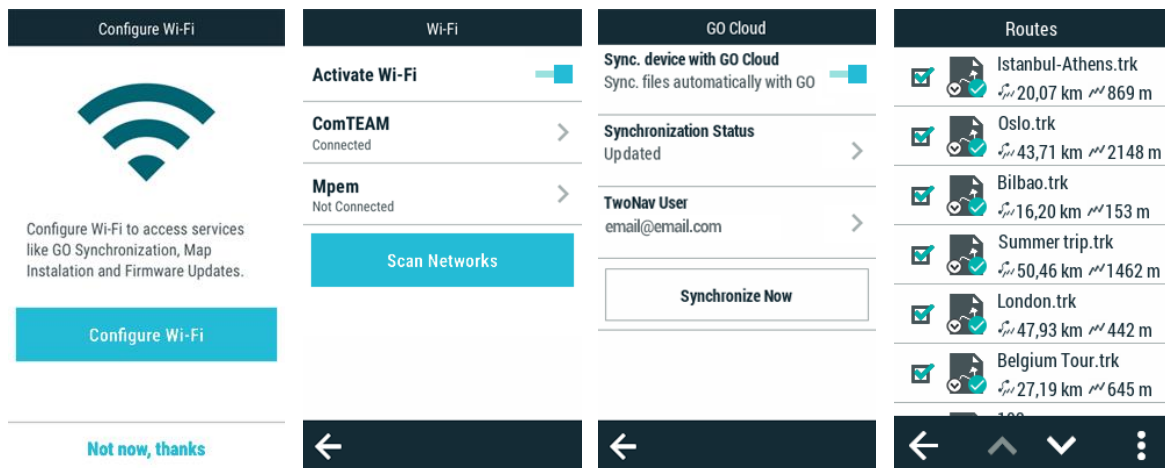 Configure Wi-Fi
Configure Wi-Fi to access services
like GO Synchronization, Map
Instalation and Firmware Updates.
Configure Wi-Fi
Not now, thanks
Wi-Fi
Activate Wi-Fi
ComTEAM
Connected
Mpem
Not Connected
Scan Networks
GO Cloud
Sync. device with GO Cloud
Sync. files automatically with GO
Synchronization Status
Updated
TwoNav User
email@email.com
Synchronize Now
Routes
Istanbul-Athens.trk
20,07 km 869 m
Oslo.trk
43,71 km 2148 m
Bilbao.trk
16,20 km 153 m
Summer trip.trk
50,46 km 1462 m
London.trk
47,93 km 442 m
Belgium Tour.trk
27,19 km 645 m